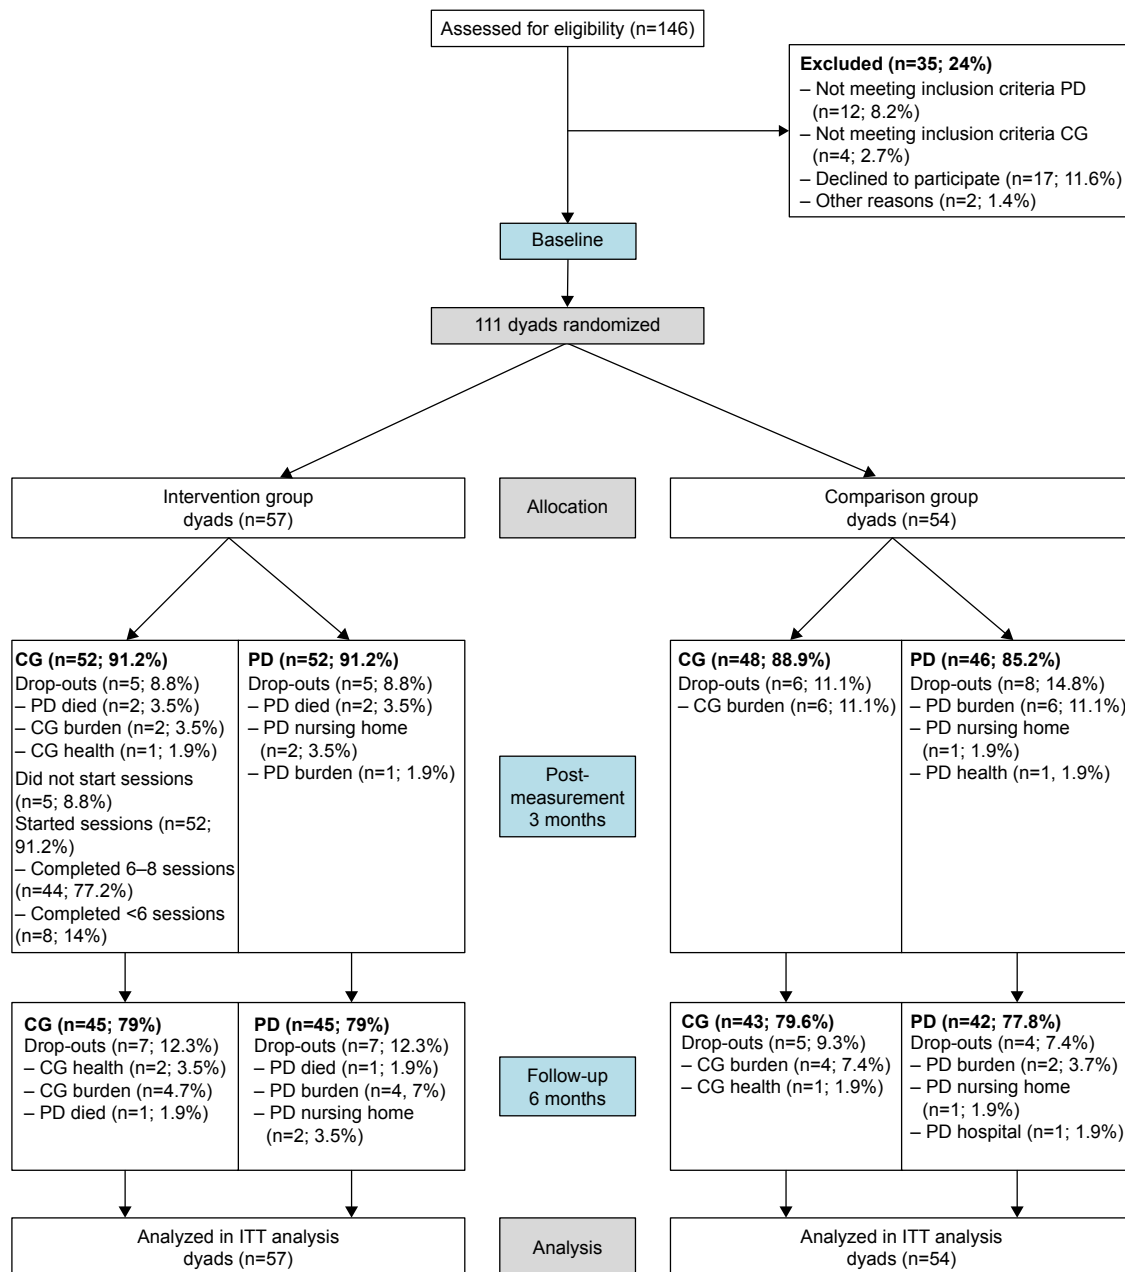 Assessed for eligibility (n=146)
Excluded (n=35; 24%)
– Not meeting inclusion criteria PD
(n=12; 8.2%)
– Not meeting inclusion criteria CG
(n=4; 2.7%)
– Declined to participate (n=17; 11.6%)
– Other reasons (n=2; 1.4%)
Baseline
111 dyads randomized
Intervention group
dyads (n=57)
Allocation
Comparison group
dyads (n=54)
CG (n=52; 91.2%)
Drop-outs (n=5; 8.8%)
– PD died (n=2; 3.5%)
– CG burden (n=2; 3.5%)
– CG health (n=1; 1.9%)
Did not start sessions
(n=5; 8.8%)
Started sessions (n=52;
91.2%)
– Completed 6–8 sessions
(n=44; 77.2%)
– Completed <6 sessions
(n=8; 14%)
PD (n=52; 91.2%)
Drop-outs (n=5; 8.8%)
– PD died (n=2; 3.5%)
– PD nursing home
(n=2; 3.5%)
– PD burden (n=1; 1.9%)
Post-
measurement
3 months
CG (n=48; 88.9%)
Drop-outs (n=6; 11.1%)
– CG burden (n=6; 11.1%)
PD (n=46; 85.2%)
Drop-outs (n=8; 14.8%)
– PD burden (n=6; 11.1%)
– PD nursing home
(n=1; 1.9%)
– PD health (n=1, 1.9%)
CG (n=45; 79%)
Drop-outs (n=7; 12.3%)
– CG health (n=2; 3.5%)
– CG burden (n=4.7%)
– PD died (n=1; 1.9%)
PD (n=45; 79%)
Drop-outs (n=7; 12.3%)
– PD died (n=1; 1.9%)
– PD burden (n=4, 7%)
– PD nursing home
(n=2; 3.5%)
Follow-up
6 months
CG (n=43; 79.6%)
Drop-outs (n=5; 9.3%)
– CG burden (n=4; 7.4%)
– CG health (n=1; 1.9%)
PD (n=42; 77.8%)
Drop-outs (n=4; 7.4%)
– PD burden (n=2; 3.7%)
– PD nursing home
(n=1; 1.9%)
– PD hospital (n=1; 1.9%)
Analyzed in ITT analysis
dyads (n=57)
Analysis
Analyzed in ITT analysis
dyads (n=54)